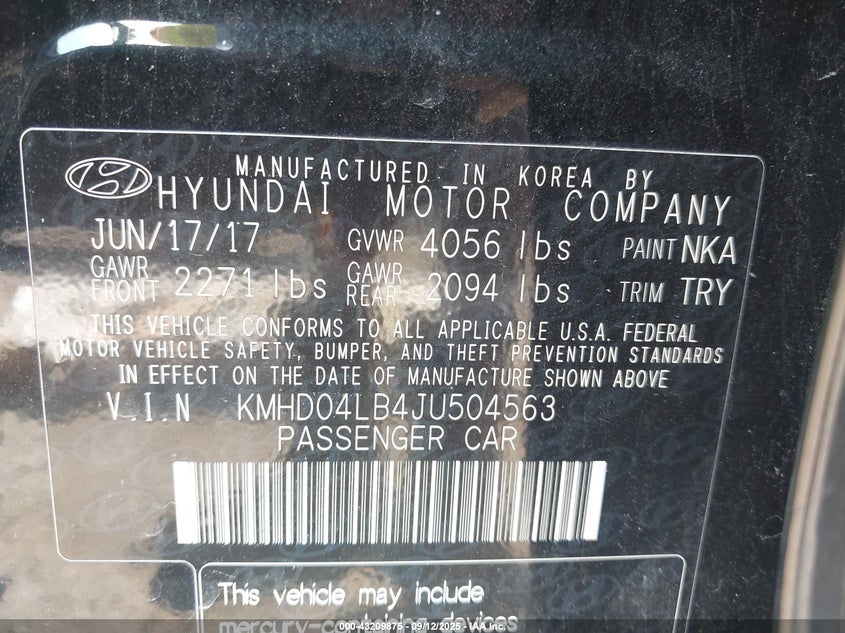 MANUFACTURED IN KOREA BY
HYUNDAI MOTOR COMPANY
JUN/17/17 GVWR 4056 lbs PAINT NKA
GAWR FRONT 2271 lbs GAWR REAR 2094 lbs TRIM TRY
THIS VEHICLE CONFORMS TO ALL APPLICABLE U.S.A. FEDERAL
MOTOR VEHICLE SAFETY, BUMPER, AND THEFT PREVENTION STANDARDS
IN EFFECT ON THE DATE OF MANUFACTURE SHOWN ABOVE
V.I.N KMHD04LB4JU504563
PASSENGER CAR
This vehicle may include
mercury-containing devices
000-43209875 - 09/12/2025 - IAA Inc.